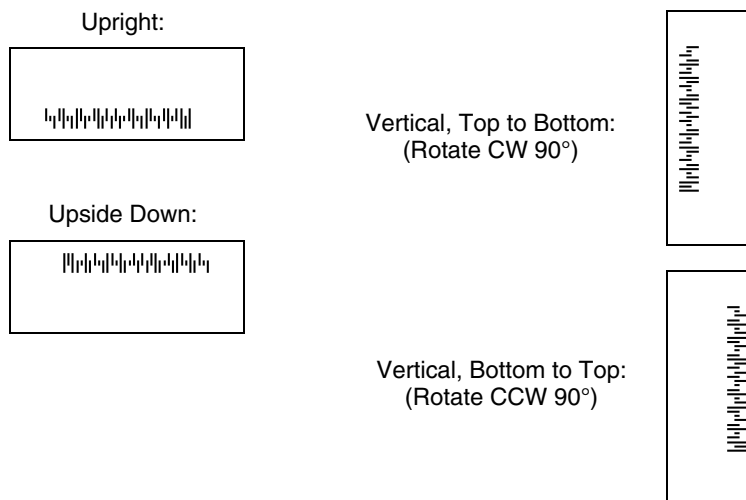 Upright:
Vertical, Top to Bottom:
(Rotate CW 90°)
Upside Down:
Vertical, Bottom to Top:
(Rotate CCW 90°)